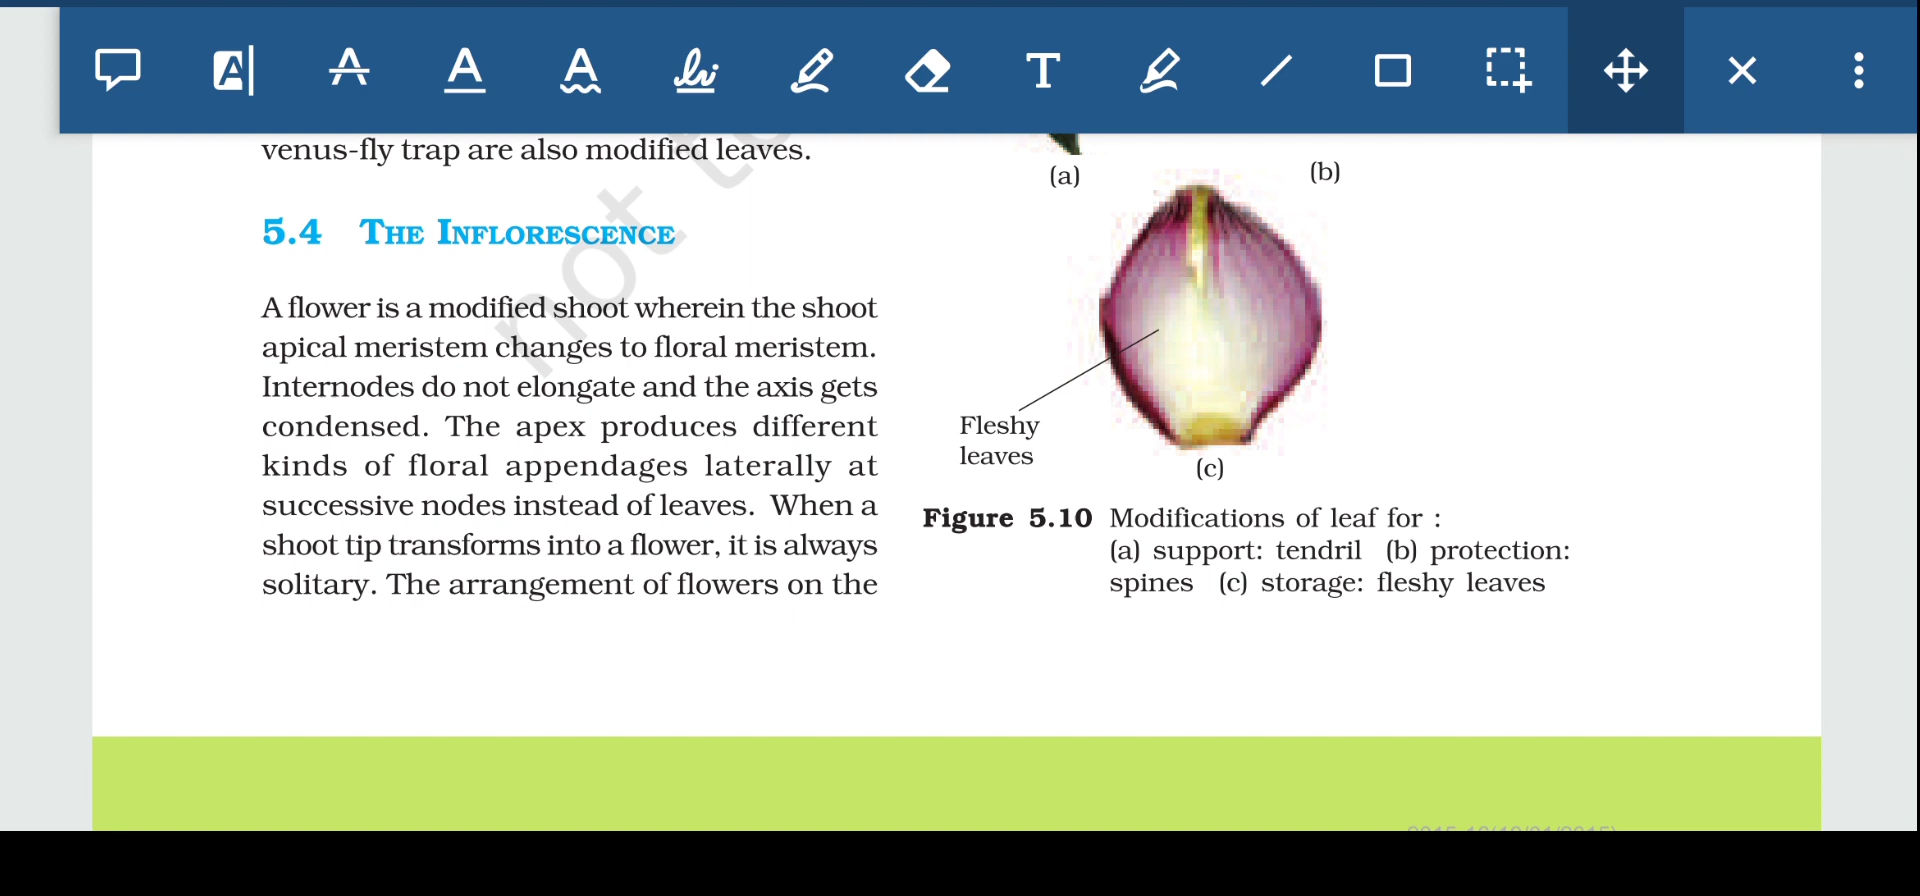 venus-fly trap are also modified leaves.
5.4 THE INFLORESCENCE
A flower is a modified shoot wherein the shoot
apical meristem changes to floral meristem.
Internodes do not elongate and the axis gets
condensed. The apex produces different
kinds of floral appendages laterally at
successive nodes instead of leaves. When a
shoot tip transforms into a flower, it is always
solitary. The arrangement of flowers on the
(a)
(b)
Fleshy
leaves
(c)
Figure 5.10 Modifications of leaf for :
(a) support: tendril (b) protection:
spines (c) storage: fleshy leaves
not to